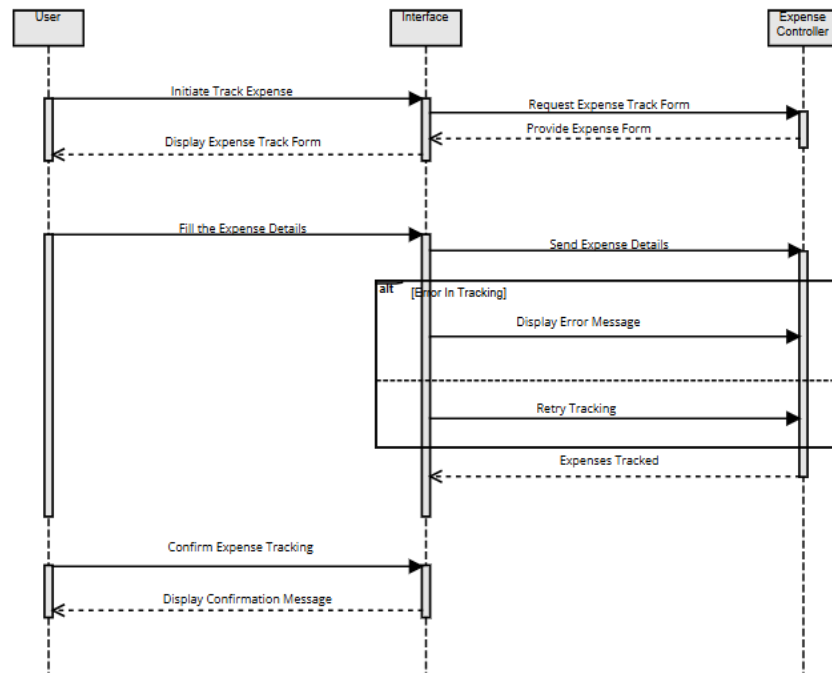 User
Interface
Expense
Controller
Initiate Track Expense
Request Expense Track Form
Provide Expense Form
Display Expense Track Form
Fill the Expense Details
Send Expense Details
alt
[Error In Tracking]
Display Error Message
Retry Tracking
Expenses Tracked
Confirm Expense Tracking
Display Confirmation Message